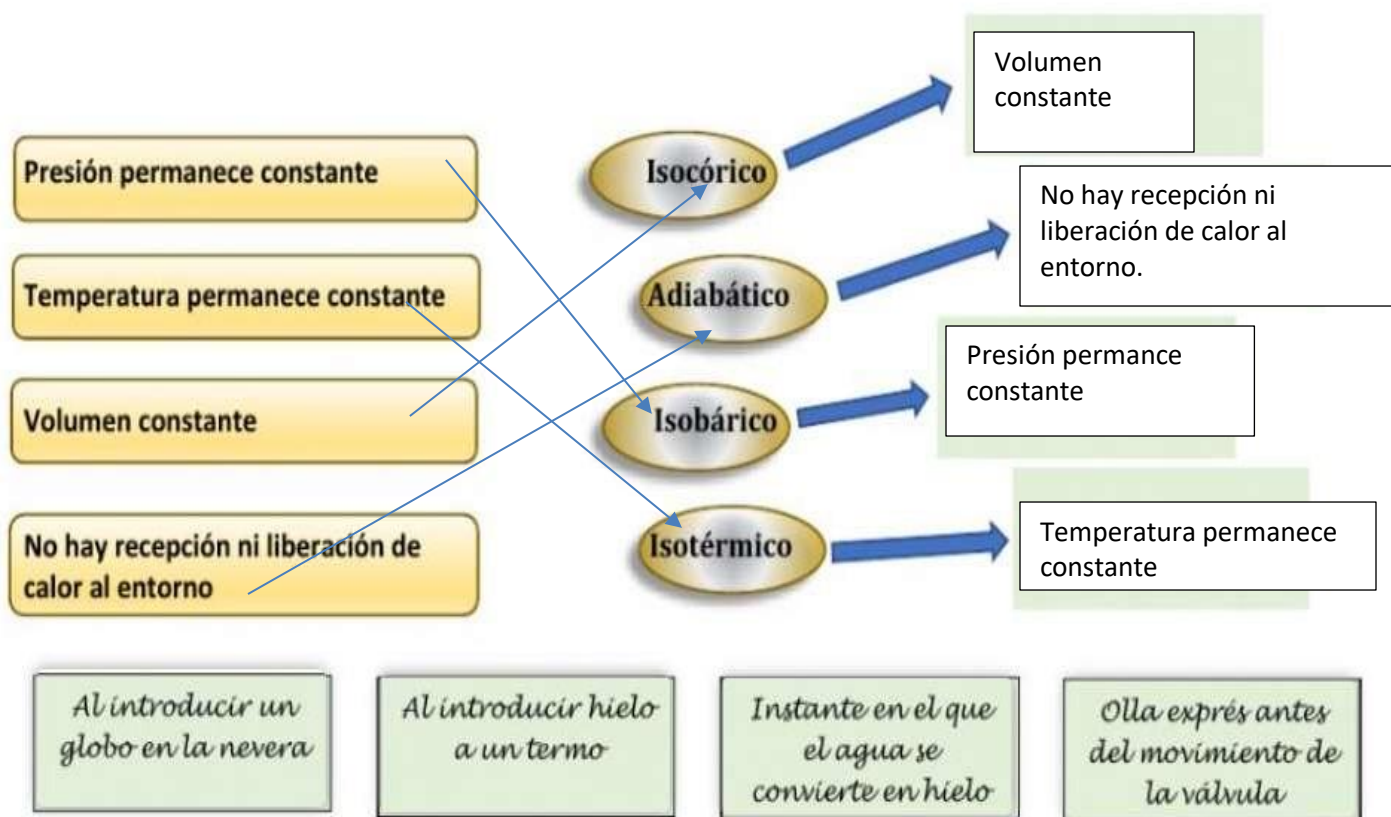 Presión permanece constante
Temperatura permanece constante
Volumen constante
No hay recepción ni liberación de
calor al entorno
Isocórico
Adiabático
Isobárico
Isotérmico
Volumen
constante
No hay recepción ni
liberación de calor al
entorno.
Presión permance
constante
Temperatura permanece
constante
Al introducir un
globo en la nevera
Al introducir hielo
a un termo
Instante en el que
el agua se
convierte en hielo
Olla exprés antes
del movimiento de
la válvula